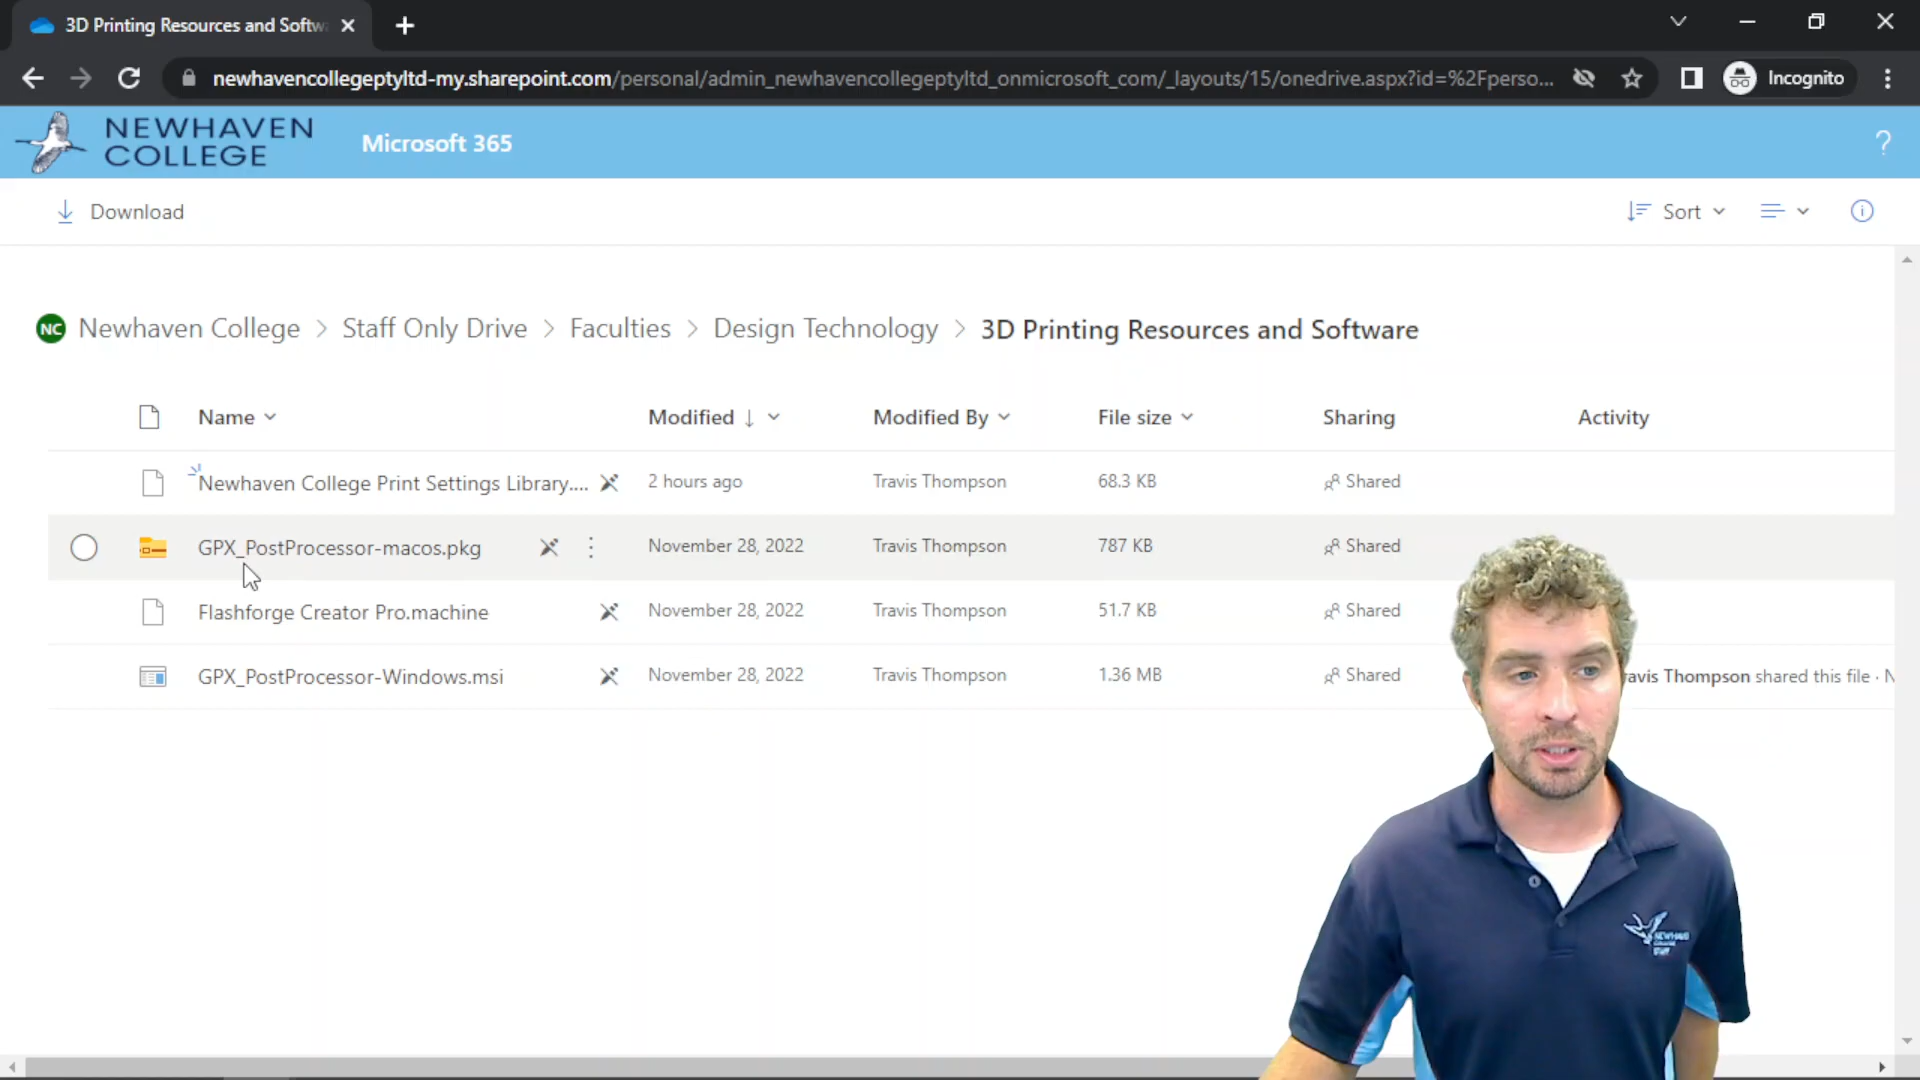 3D Printing Resources and Softw
newhavencollegeptyltd-my.sharepoint.com/personal/admin_newhavencollegeptyltd_onmicrosoft_com/_layouts/15/onedrive.aspx?id=%2Fperso...
Incognito
NEWHAVEN
COLLEGE
Microsoft 365
?
Download
Sort
NC Newhaven College > Staff Only Drive > Faculties > Design Technology > 3D Printing Resources and Software
Name Modified Modified By File size Sharing Activity
Newhaven College Print Settings Library.... 2 hours ago Travis Thompson 68.3 KB Shared
GPX_PostProcessor-macos.pkg November 28, 2022 Travis Thompson 787 KB Shared
Flashforge Creator Pro.machine November 28, 2022 Travis Thompson 51.7 KB Shared
GPX_PostProcessor-Windows.msi November 28, 2022 Travis Thompson 1.36 MB Shared ravis Thompson shared this file · N
COLLEGE
STAFF